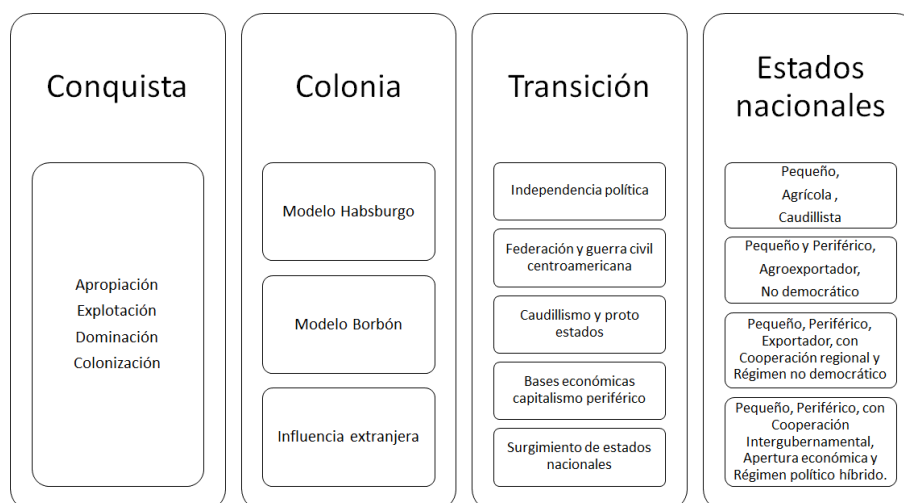 Conquista
Apropiación
Explotación
Dominación
Colonización
Colonia
Modelo Habsburgo
Modelo Borbón
Influencia extranjera
Transición
Independencia política
Federación y guerra civil
centroamericana
Caudillismo y proto
estados
Bases económicas
capitalismo periférico
Surgimiento de estados
nacionales
Estados
nacionales
Pequeño,
Agrícola ,
Caudillista
Pequeño y Periférico,
Agroexportador,
No democrático
Pequeño, Periférico,
Exportador, con
Cooperación regional y
Régimen no democrático
Pequeño, Periférico, con
Cooperación
Intergubernamental,
Apertura económica y
Régimen político híbrido.